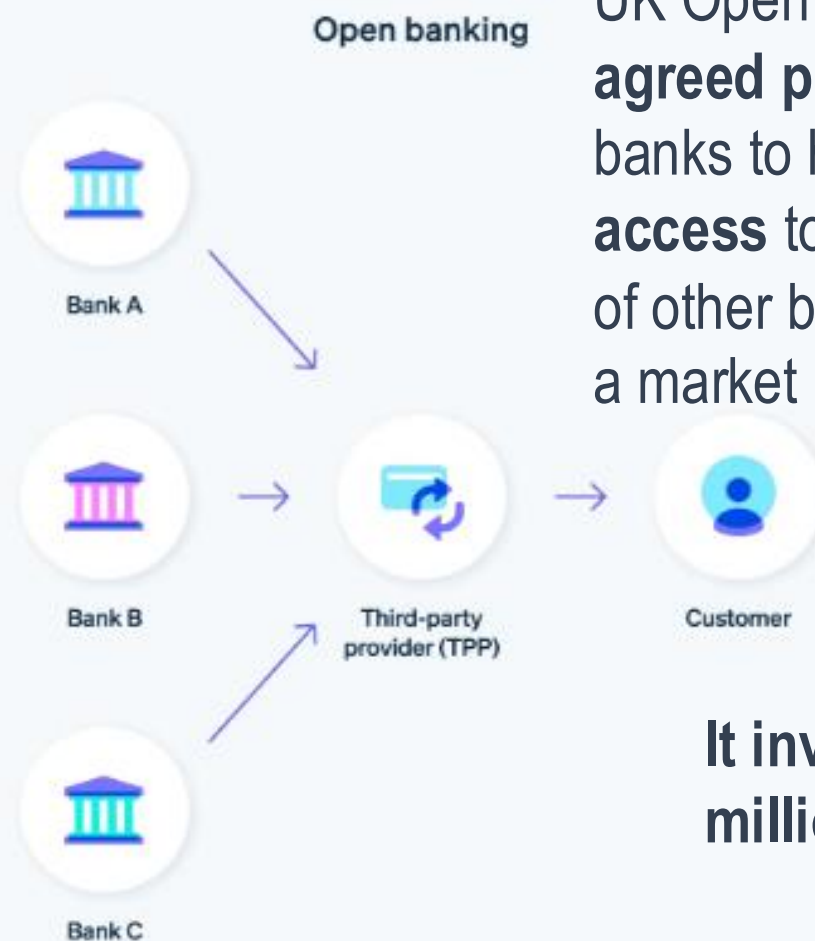 Open banking
UK Open
agreed p
banks to
access to
of other b
a market
Bank A
Bank B
Third-party
provider (TPP)
Customer
It inv
milli
Bank C